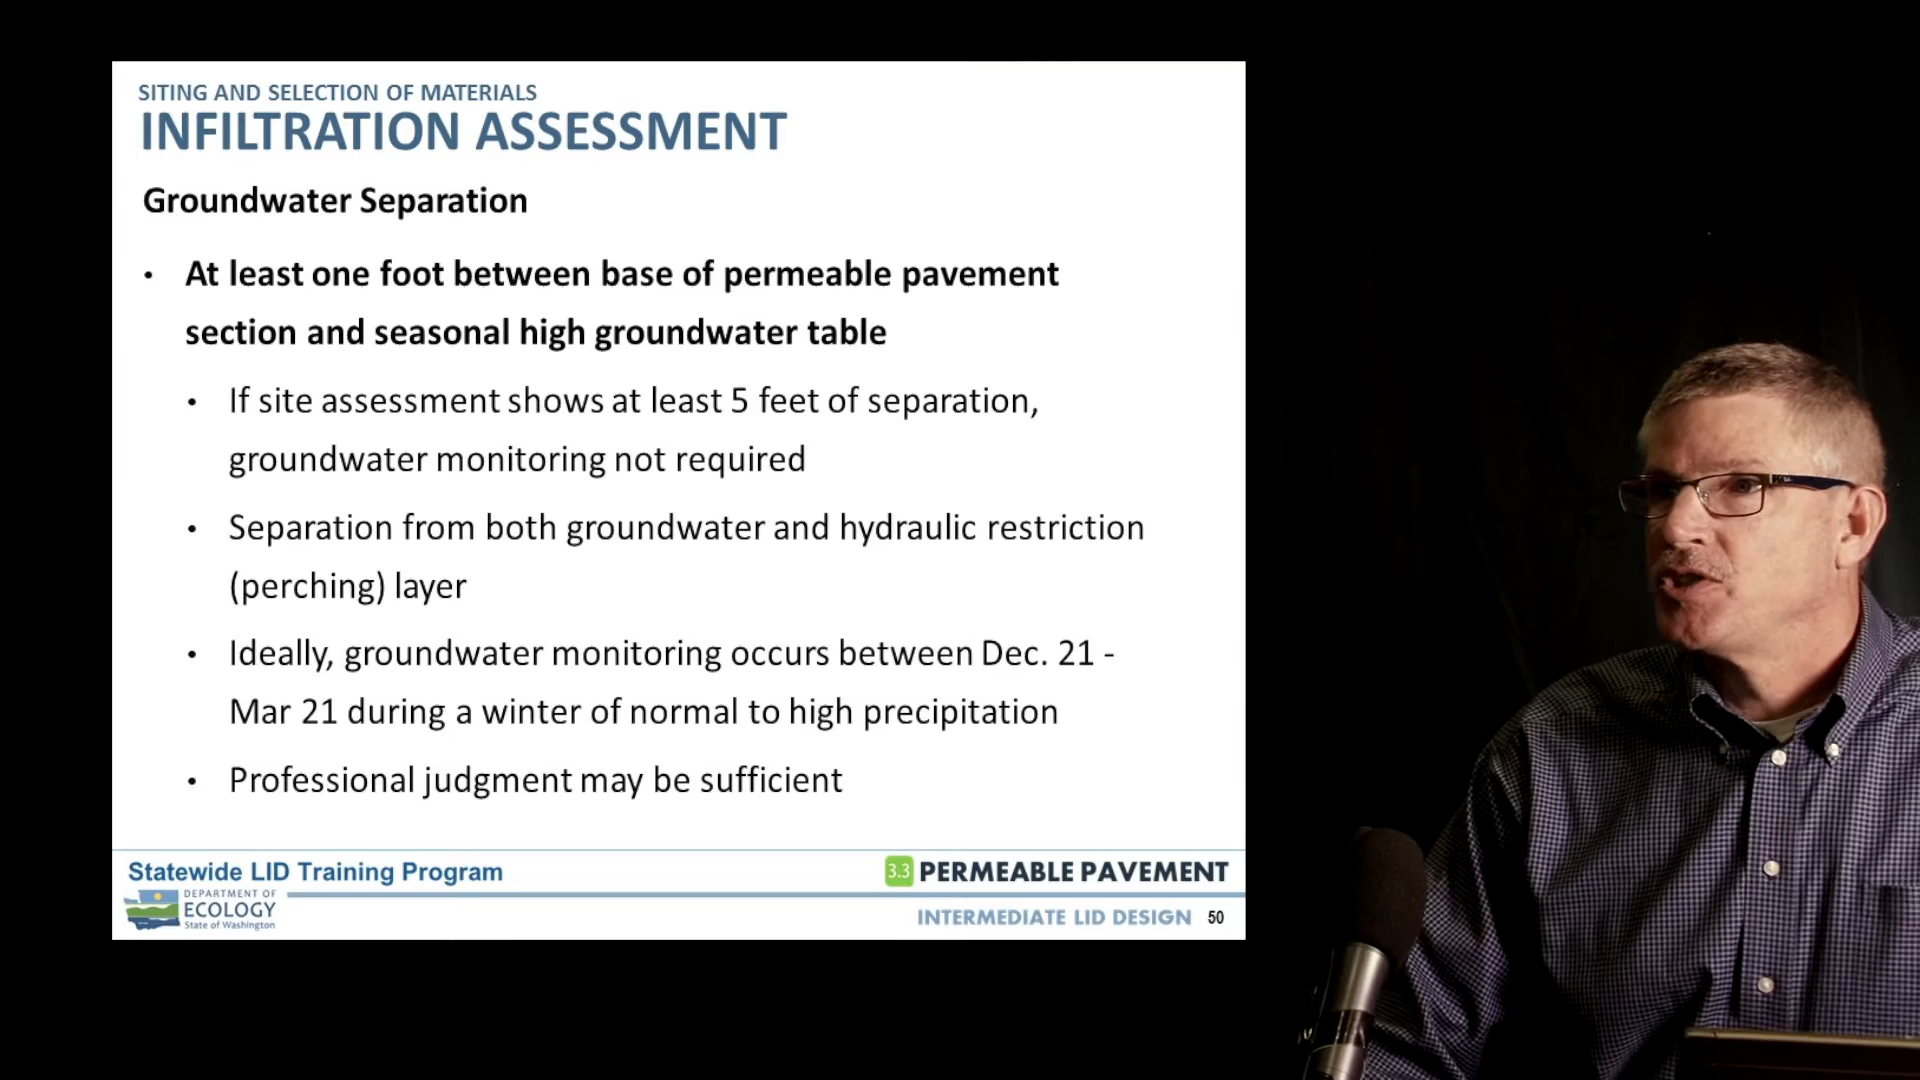 SITING AND SELECTION OF MATERIALS
INFILTRATION ASSESSMENT
Groundwater Separation
• At least one foot between base of permeable pavement
section and seasonal high groundwater table
• If site assessment shows at least 5 feet of separation,
groundwater monitoring not required
• Separation from both groundwater and hydraulic restriction
(perching) layer
• Ideally, groundwater monitoring occurs between Dec. 21 -
Mar 21 during a winter of normal to high precipitation
• Professional judgment may be sufficient
Statewide LID Training Program
DEPARTMENT OF
ECOLOGY
State of Washington
3.3 PERMEABLE PAVEMENT
INTERMEDIATE LID DESIGN 50